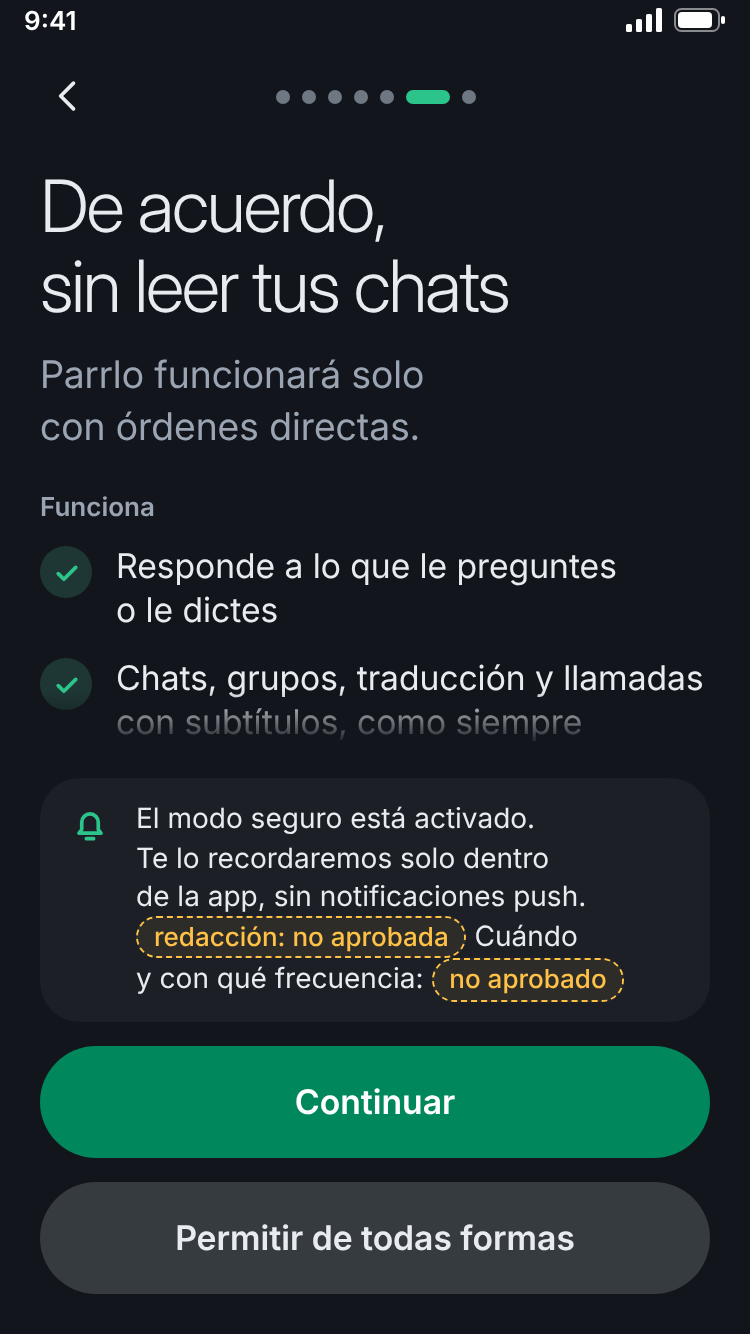 9:41
De acuerdo,
sin leer tus chats
Parrlo funcionará solo
con órdenes directas.
Funciona
Responde a lo que le preguntes
o le dictes
Chats, grupos, traducción y llamadas
con subtítulos, como siempre
El modo seguro está activado.
Te lo recordaremos solo dentro
de la app, sin notificaciones push.
redacción: no aprobada Cuándo
y con qué frecuencia: no aprobado
Continuar
Permitir de todas formas